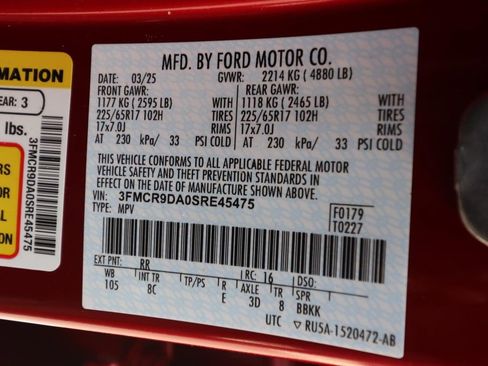 MFD. BY FORD MOTOR CO.
DATE: 03/25 GVWR: 2214 KG ( 4880 LB)
FRONT GAWR: REAR GAWR:
1177 KG ( 2595 LB) WITH 1118 KG ( 2465 LB) WITH
225/65R17 102H TIRES 225/65R17 102H TIRES
17x7.0J RIMS 17x7.0J RIMS
AT 230 kPa/ 33 PSI COLD AT 230 kPa/ 33 PSI COLD
THIS VEHICLE CONFORMS TO ALL APPLICABLE FEDERAL MOTOR
VEHICLE SAFETY AND THEFT PREVENTION STANDARDS IN
EFFECT ON THE DATE OF MANUFACTURE SHOWN ABOVE.
VIN: 3FMCR9DA0SRE45475 F0179
TYPE: MPV T0227
EXT PNT: RR RC: 16 DSO:
WB INT TR TP/PS R AXLE TR SPR
105 8C E 3D 8 BBKK
UTC ▽ RU5A-1520472-AB
RMATION
EAR: 3
lbs.
3FMCR9DA0SRE45475